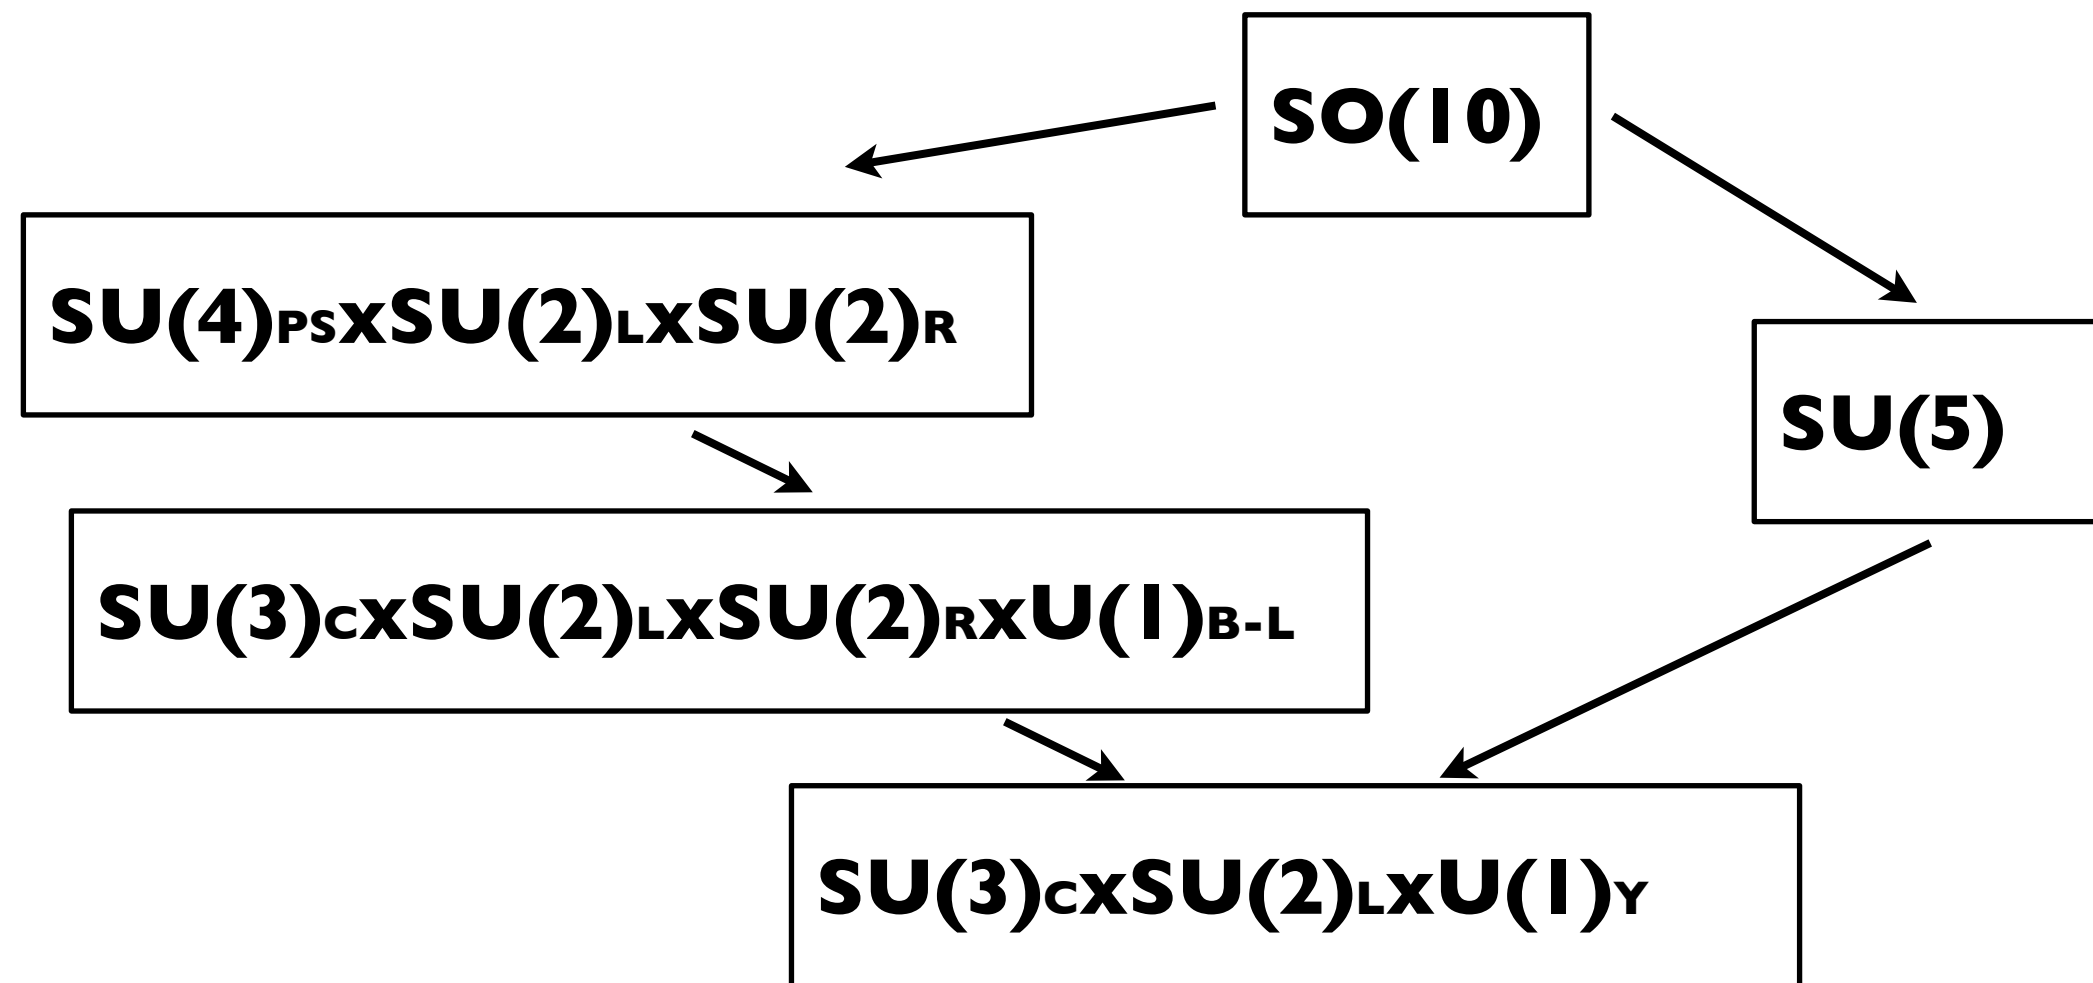 SO(10)
SU(4)PSxSU(2)LxSU(2)R
SU(5)
SU(3)CxSU(2)LxSU(2)RxU(1)B-L
SU(3)CxSU(2)LxU(1)Y